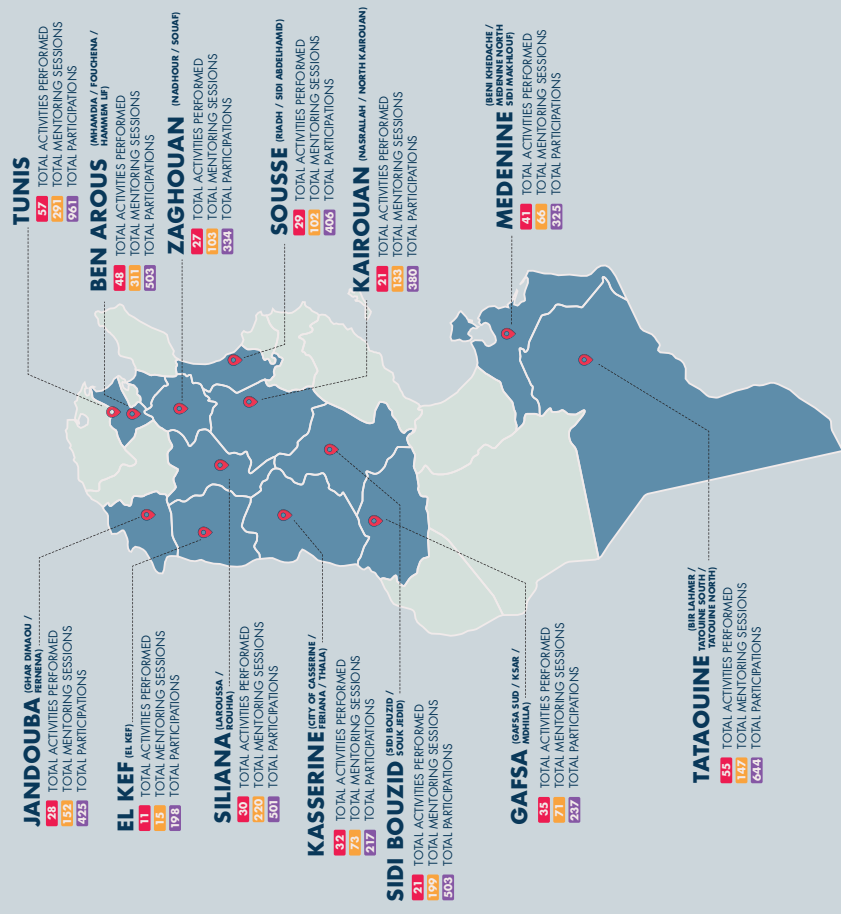 TUNIS
57 TOTAL ACTIVITIES PERFORMED
291 TOTAL MENTORING SESSIONS
961 TOTAL PARTICIPATIONS
BEN AROUS (MHAMDIA / FOUCHENA /
HAMMEM LIF)
48 TOTAL ACTIVITIES PERFORMED
311 TOTAL MENTORING SESSIONS
503 TOTAL PARTICIPATIONS
ZAGHOUAN (NADHOUR / SOUAF)
27 TOTAL ACTIVITIES PERFORMED
103 TOTAL MENTORING SESSIONS
334 TOTAL PARTICIPATIONS
SOUSSE (RIADH / SIDI ABDELHAMID)
29 TOTAL ACTIVITIES PERFORMED
102 TOTAL MENTORING SESSIONS
406 TOTAL PARTICIPATIONS
KAIROUAN (NASRALLAH / NORTH KAIROUAN)
21 TOTAL ACTIVITIES PERFORMED
133 TOTAL MENTORING SESSIONS
380 TOTAL PARTICIPATIONS
MEDENINE (BENI KHEDACHE /
MEDENINE NORTH
SIDI MAKHLOUF)
41 TOTAL ACTIVITIES PERFORMED
66 TOTAL MENTORING SESSIONS
325 TOTAL PARTICIPATIONS
JANDOUBA (GHAR DIMAOU /
FERNENA)
28 TOTAL ACTIVITIES PERFORMED
152 TOTAL MENTORING SESSIONS
425 TOTAL PARTICIPATIONS
EL KEF (EL KEF)
11 TOTAL ACTIVITIES PERFORMED
15 TOTAL MENTORING SESSIONS
198 TOTAL PARTICIPATIONS
SILIANA (LAROUSSA /
ROUHIA)
30 TOTAL ACTIVITIES PERFORMED
220 TOTAL MENTORING SESSIONS
501 TOTAL PARTICIPATIONS
KASSERINE (CITY OF CASSERINE /
FERIANA / THALA)
32 TOTAL ACTIVITIES PERFORMED
73 TOTAL MENTORING SESSIONS
217 TOTAL PARTICIPATIONS
SIDI BOUZID (SIDI BOUZID /
SOUK JEDID)
21 TOTAL ACTIVITIES PERFORMED
199 TOTAL MENTORING SESSIONS
503 TOTAL PARTICIPATIONS
GAFSA (GAFSA SUD / KSAR /
MDHILLA)
35 TOTAL ACTIVITIES PERFORMED
71 TOTAL MENTORING SESSIONS
237 TOTAL PARTICIPATIONS
TATAOUINE (BIR LAHMER /
TATOUINE SOUTH /
TATOUINE NORTH)
55 TOTAL ACTIVITIES PERFORMED
147 TOTAL MENTORING SESSIONS
644 TOTAL PARTICIPATIONS